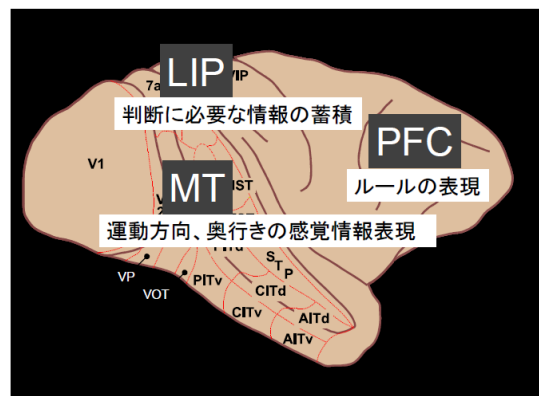 LIP
7a
VIP
判断に必要な情報の蓄積
PFC
V1
ルールの表現
MT
運動方向、奥行きの感覚情報表現
VP
VOT
PITv
STP
CITd
CITv
AITd
AITv